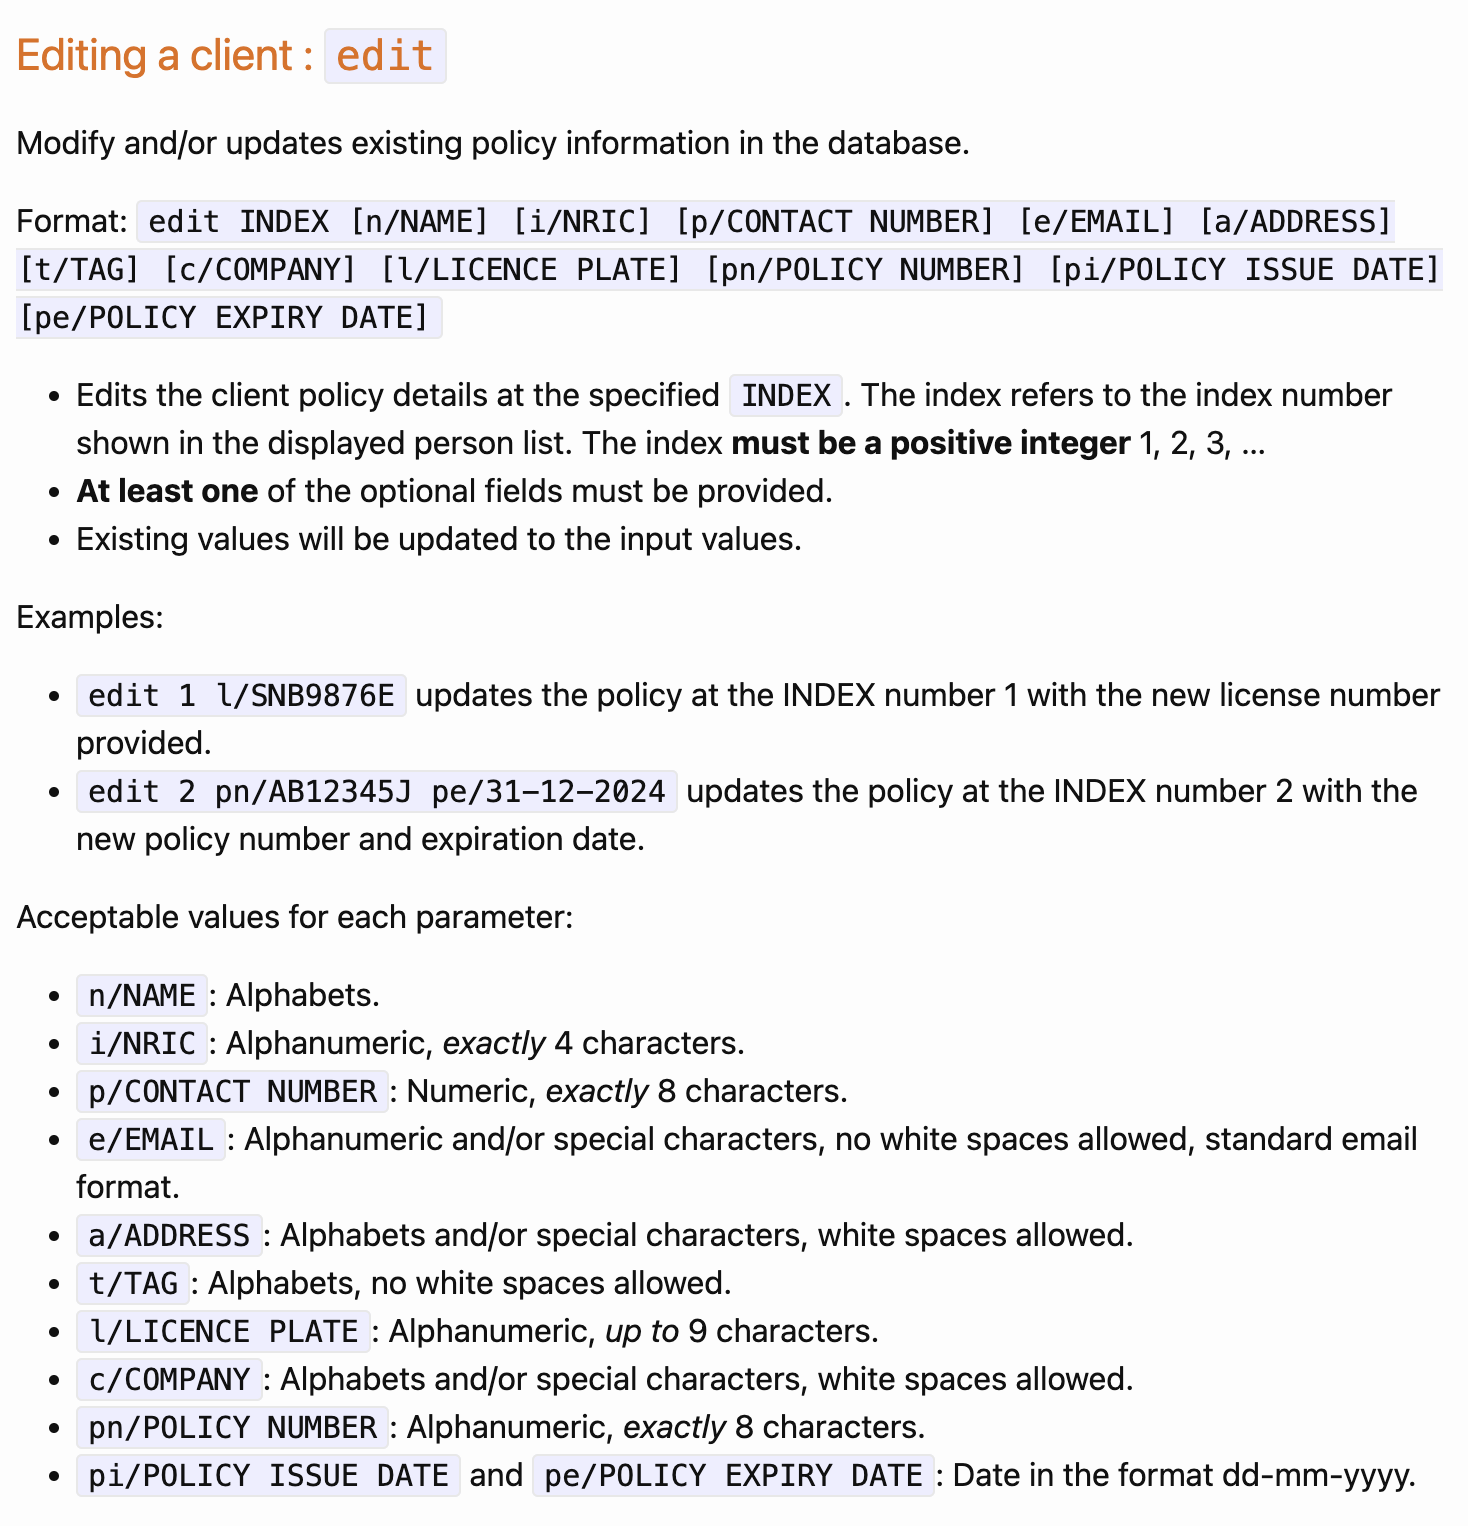 Editing a client : edit
Modify and/or updates existing policy information in the database.
Format: edit INDEX [n/NAME] [i/NRIC] [p/CONTACT NUMBER] [e/EMAIL] [a/ADDRESS]
[t/TAG] [c/COMPANY] [l/LICENCE PLATE] [pn/POLICY NUMBER] [pi/POLICY ISSUE DATE]
[pe/POLICY EXPIRY DATE]
• Edits the client policy details at the specified INDEX. The index refers to the index number
shown in the displayed person list. The index must be a positive integer 1, 2, 3, …
• At least one of the optional fields must be provided.
• Existing values will be updated to the input values.
Examples:
• edit 1 l/SNB9876E updates the policy at the INDEX number 1 with the new license number
provided.
• edit 2 pn/AB12345J pe/31-12-2024 updates the policy at the INDEX number 2 with the
new policy number and expiration date.
Acceptable values for each parameter:
• n/NAME: Alphabets.
• i/NRIC: Alphanumeric, exactly 4 characters.
• p/CONTACT NUMBER: Numeric, exactly 8 characters.
• e/EMAIL: Alphanumeric and/or special characters, no white spaces allowed, standard email
format.
• a/ADDRESS: Alphabets and/or special characters, white spaces allowed.
• t/TAG: Alphabets, no white spaces allowed.
• l/LICENCE PLATE: Alphanumeric, up to 9 characters.
• c/COMPANY: Alphabets and/or special characters, white spaces allowed.
• pn/POLICY NUMBER: Alphanumeric, exactly 8 characters.
• pi/POLICY ISSUE DATE and pe/POLICY EXPIRY DATE: Date in the format dd-mm-yyyy.